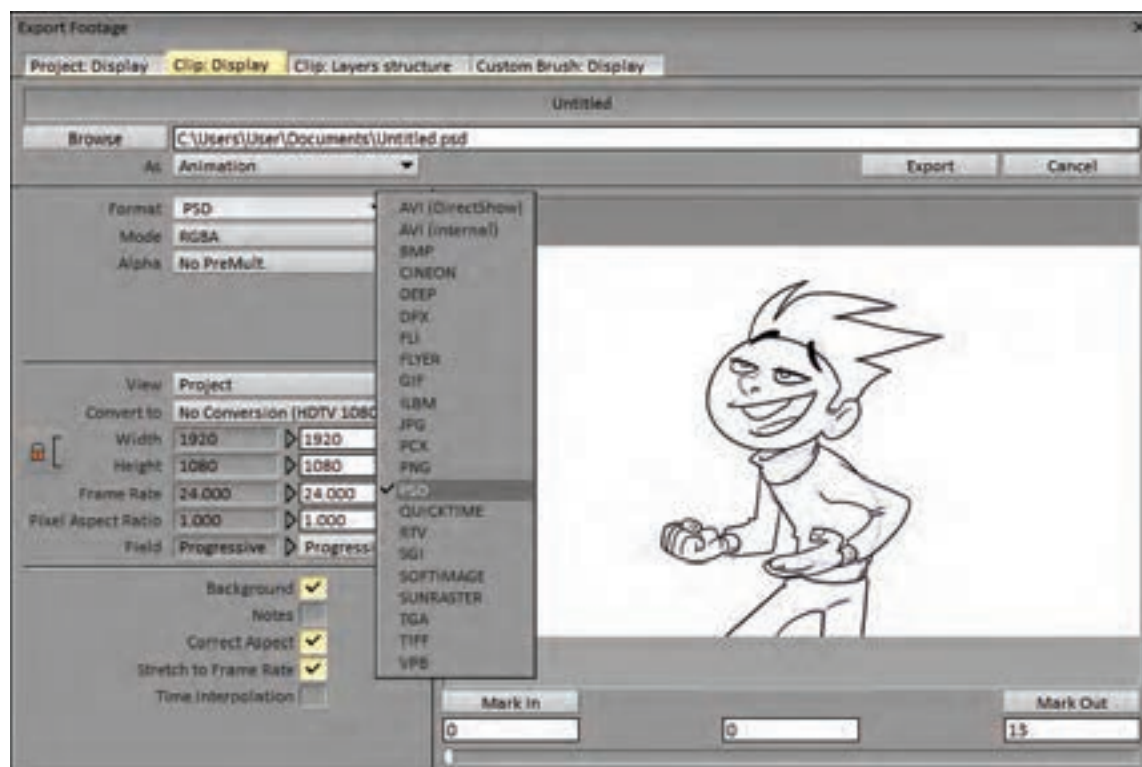 Export Footage
Project: Display Clip: Display Clip: Layers structure Custom Brush: Display
Untitled
Browse C:\Users\User\Documents\Untitled.psd
As Animation Export Cancel
Format PSD
Mode RGBA
Alpha No PreMult.
AVI (DirectShow)
AVI (internal)
BMP
CINEON
DEEP
DPX
FLI
FLYER
GIF
ILBM
JPG
PCX
PNG
PSD
QUICKTIME
RTV
SGI
SOFTIMAGE
SUNRASTER
TGA
TIFF
VPB
View Project
Convert to No Conversion (HDTV 1080
Width 1920 1920
Height 1080 1080
Frame Rate 24.000 24.000
Pixel Aspect Ratio 1.000 1.000
Field Progressive Progressi
Background
Notes
Correct Aspect
Stretch to Frame Rate
Time Interpolation
Mark In Mark Out
0 0 15